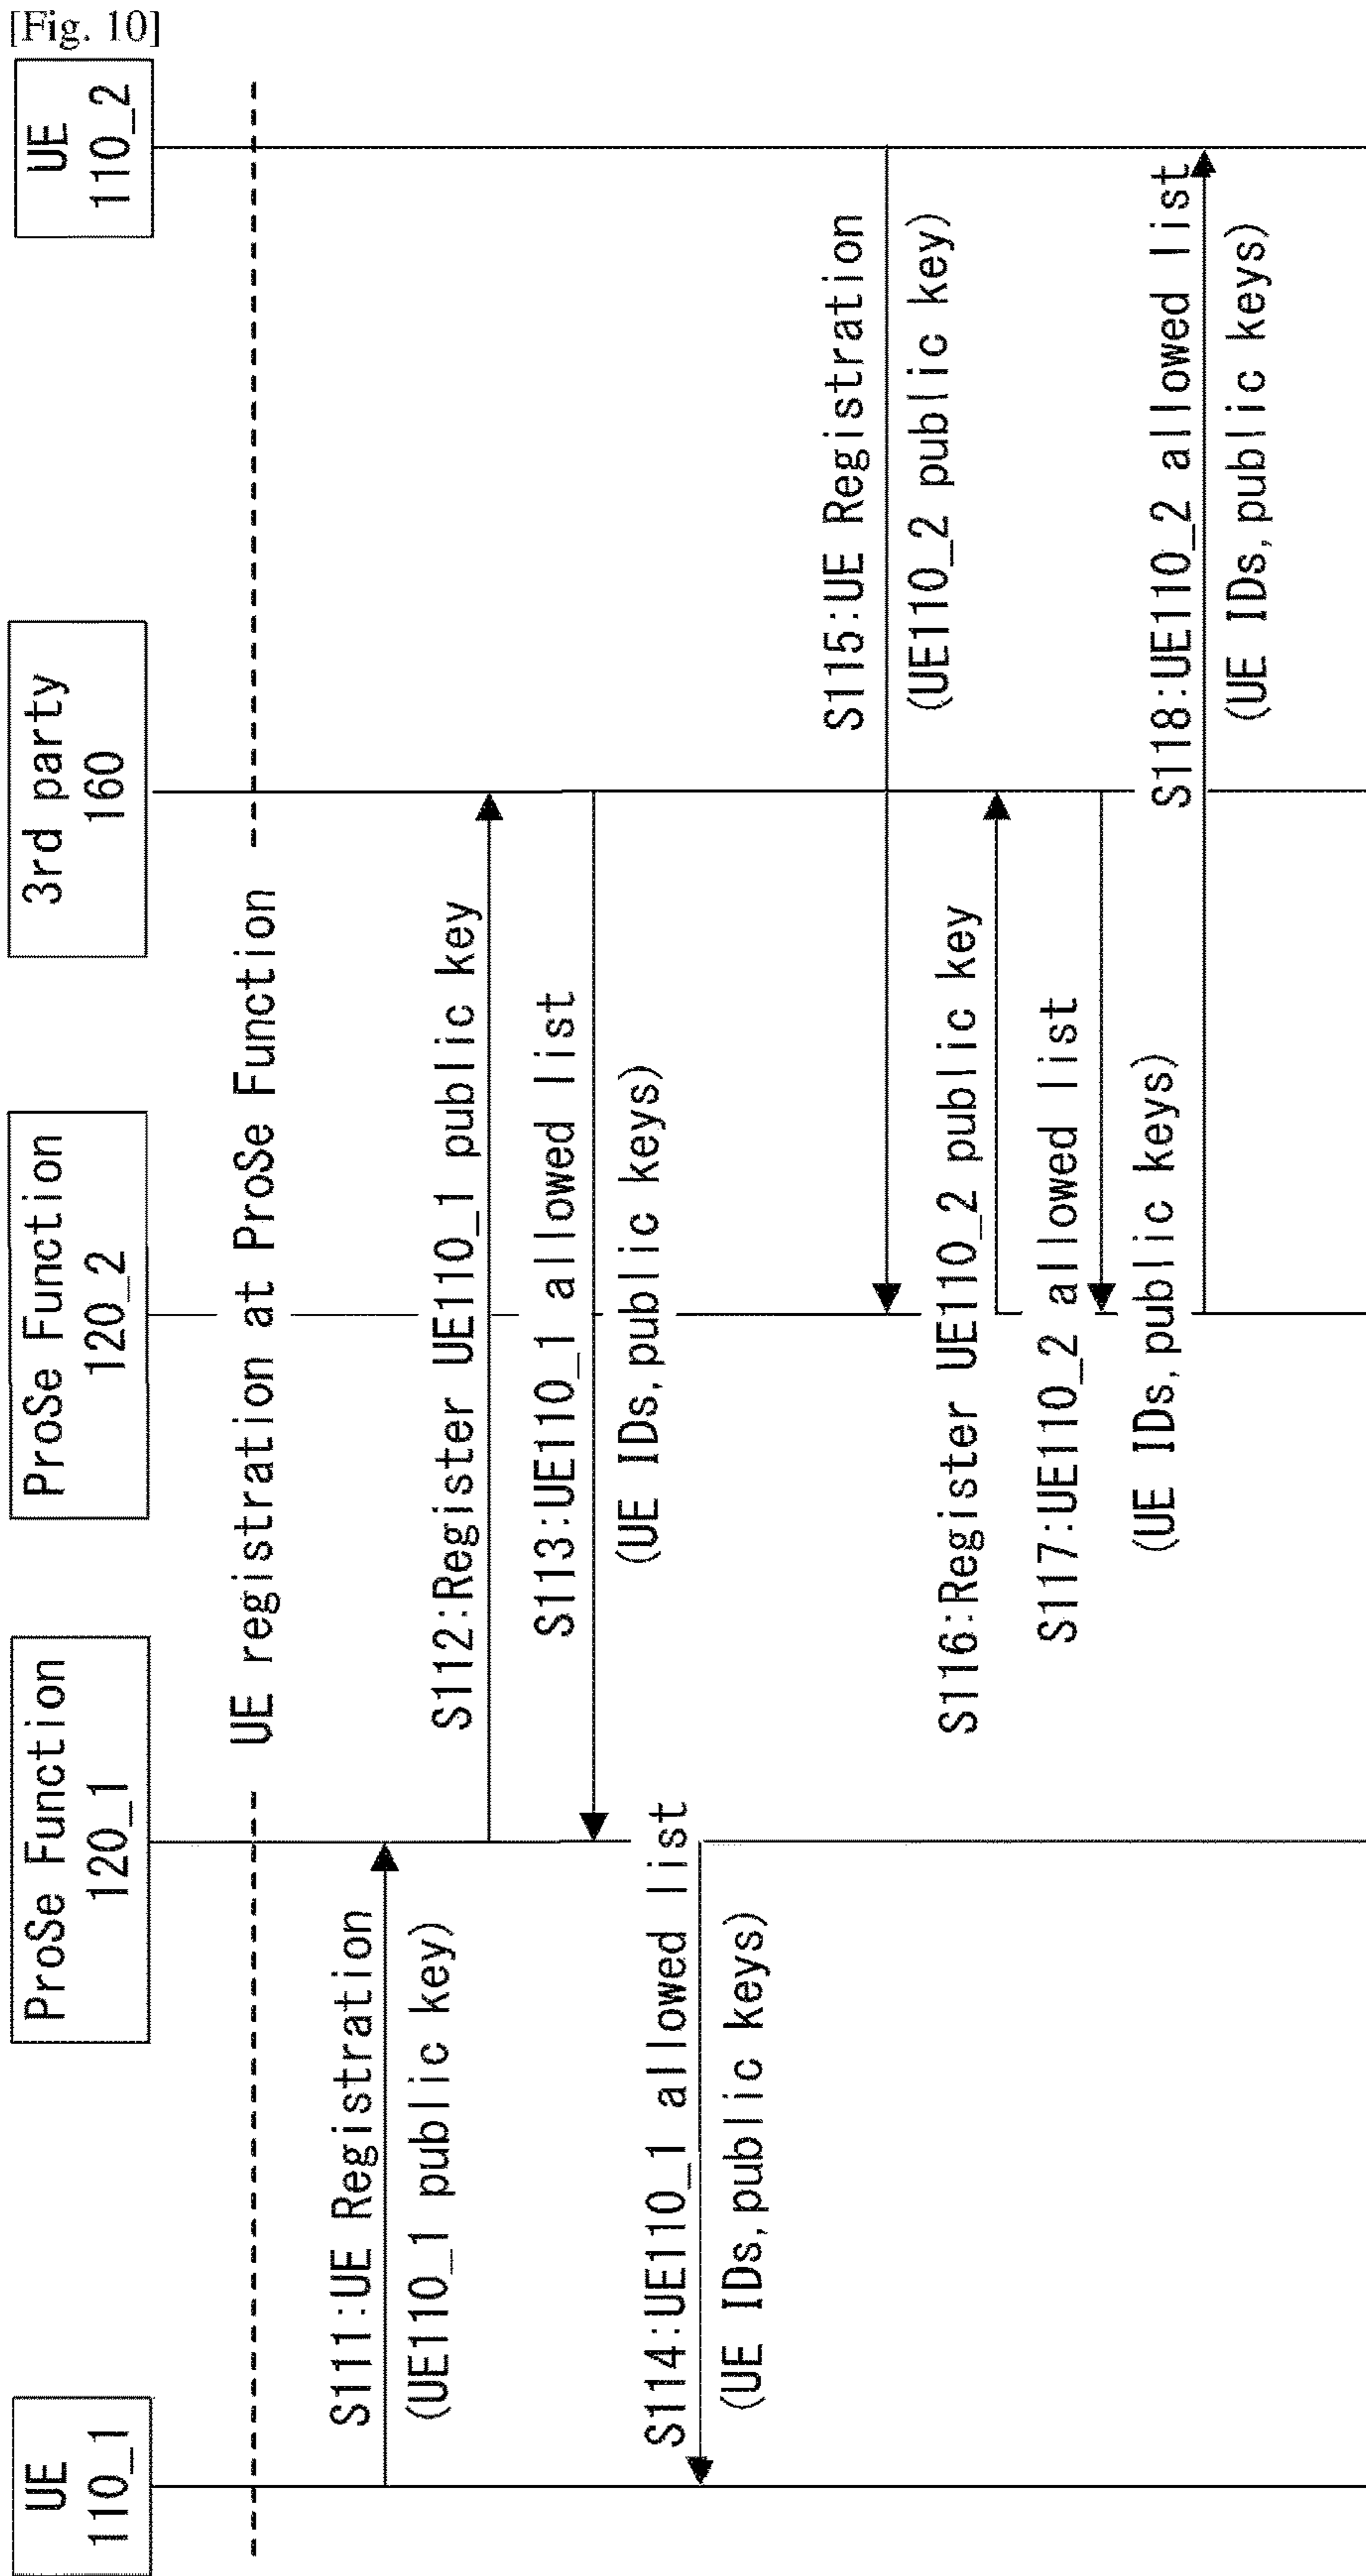 [Fig. 10]
UE
110_1
ProSe Function
120_1
ProSe Function
120_2
3rd party
160
UE
110_2
UE registration at ProSe Function
S111:UE Registration
(UE110_1 public key)
S112:Register UE110_1 public key
S113:UE110_1 allowed list
(UE IDs,public keys)
S114:UE110_1 allowed list
(UE IDs,public keys)
S115:UE Registration
(UE110_2 public key)
S116:Register UE110_2 public key
S117:UE110_2 allowed list
(UE IDs,public keys)
S118:UE110_2 allowed list
(UE IDs,public keys)